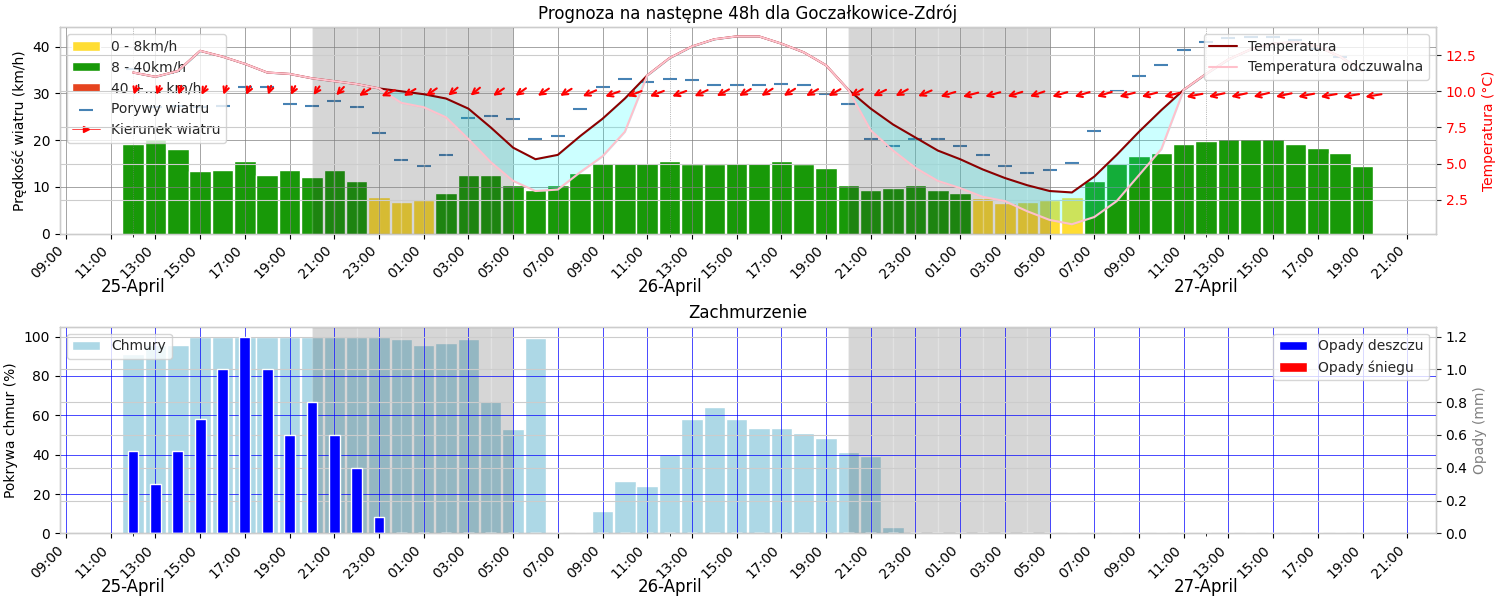 Prognoza na następne 48h dla Goczałkowice-Zdrój
Prędkość wiatru (km/h)
40
30
20
10
0
0 - 8km/h
8 - 40km/h
40 +... km/h
Porywy wiatru
Kierunek wiatru
Temperatura
Temperatura odczuwalna
12.5
10.0
7.5
5.0
2.5
Temperatura (°C)
09:00 11:00 13:00 15:00 17:00 19:00 21:00 23:00 01:00 03:00 05:00 07:00 09:00 11:00 13:00 15:00 17:00 19:00 21:00 23:00 01:00 03:00 05:00 07:00 09:00 11:00 13:00 15:00 17:00 19:00 21:00
25-April 26-April 27-April
Zachmurzenie
Pokrywa chmur (%)
100
80
60
40
20
0
Chmury
Opady deszczu
Opady śniegu
1.2
1.0
0.8
0.6
0.4
0.2
0.0
Opady (mm)
09:00 11:00 13:00 15:00 17:00 19:00 21:00 23:00 01:00 03:00 05:00 07:00 09:00 11:00 13:00 15:00 17:00 19:00 21:00 23:00 01:00 03:00 05:00 07:00 09:00 11:00 13:00 15:00 17:00 19:00 21:00
25-April 26-April 27-April